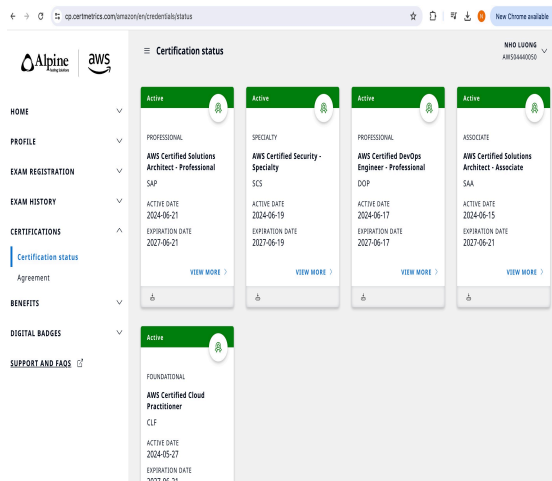 cp.certmetrics.com/amazon/en/credentials/status
New Chrome available
Alpine
Testing Solutions
aws
Certification status
NHO LUONG
AWS04440050
HOME
PROFILE
EXAM REGISTRATION
EXAM HISTORY
CERTIFICATIONS
Certification status
Agreement
BENEFITS
DIGITAL BADGES
SUPPORT AND FAQS
Active
PROFESSIONAL
AWS Certified Solutions
Architect - Professional
SAP
ACTIVE DATE
2024-06-21
EXPIRATION DATE
2027-06-21
VIEW MORE
Active
SPECIALTY
AWS Certified Security -
Specialty
SCS
ACTIVE DATE
2024-06-19
EXPIRATION DATE
2027-06-19
VIEW MORE
Active
PROFESSIONAL
AWS Certified DevOps
Engineer - Professional
DOP
ACTIVE DATE
2024-06-17
EXPIRATION DATE
2027-06-17
VIEW MORE
Active
ASSOCIATE
AWS Certified Solutions
Architect - Associate
SAA
ACTIVE DATE
2024-06-15
EXPIRATION DATE
2027-06-21
VIEW MORE
Active
FOUNDATIONAL
AWS Certified Cloud
Practitioner
CLF
ACTIVE DATE
2024-05-27
EXPIRATION DATE
2027-06-21